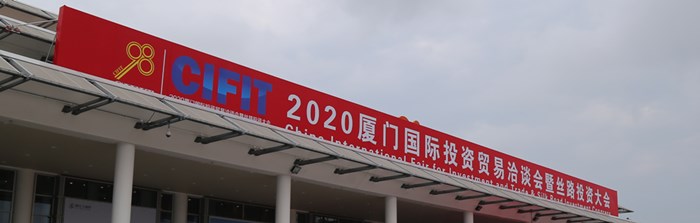 CIFIT
2020厦门国际投资贸易洽谈会暨丝路投资大会
China International Fair for Investment and Trade & Silk Road Investment